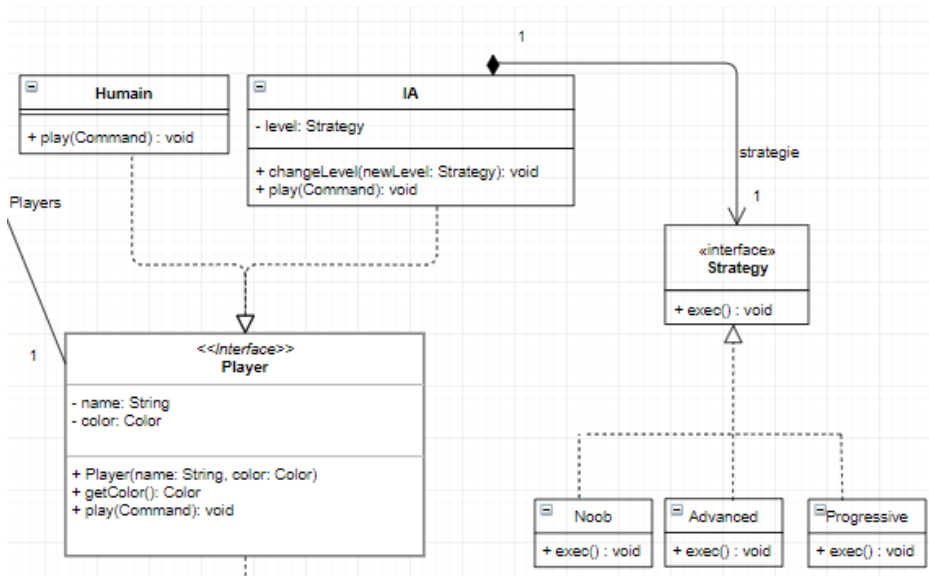 1
Humain
+ play(Command) : void
IA
- level: Strategy
+ changeLevel(newLevel: Strategy): void
+ play(Command): void
strategie
1
Players
1
«interface»
Strategy
+ exec() : void
<<Interface>>
Player
- name: String
- color: Color
+ Player(name: String, color: Color)
+ getColor(): Color
+ play(Command): void
Noob
+ exec() : void
Advanced
+ exec() : void
Progressive
+ exec() : void